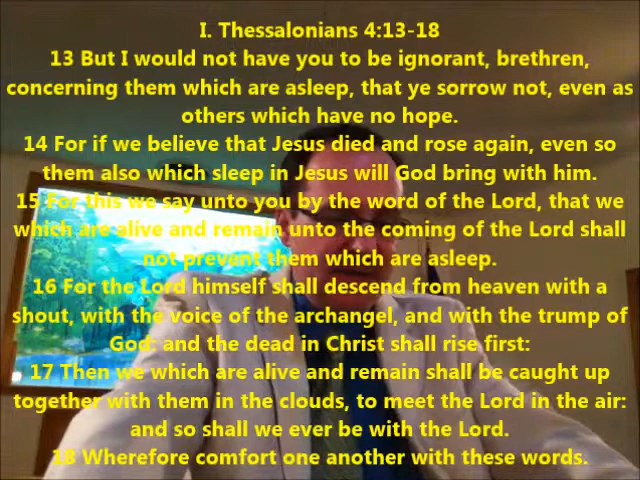 I. Thessalonians 4:13-18
13 But I would not have you to be ignorant, brethren,
concerning them which are asleep, that ye sorrow not, even as
others which have no hope.
14 For if we believe that Jesus died and rose again, even so
them also which sleep in Jesus will God bring with him.
15 For this we say unto you by the word of the Lord, that we
which are alive and remain unto the coming of the Lord shall
not prevent them which are asleep.
16 For the Lord himself shall descend from heaven with a
shout, with the voice of the archangel, and with the trump of
God: and the dead in Christ shall rise first:
17 Then we which are alive and remain shall be caught up
together with them in the clouds, to meet the Lord in the air:
and so shall we ever be with the Lord.
18 Wherefore comfort one another with these words.